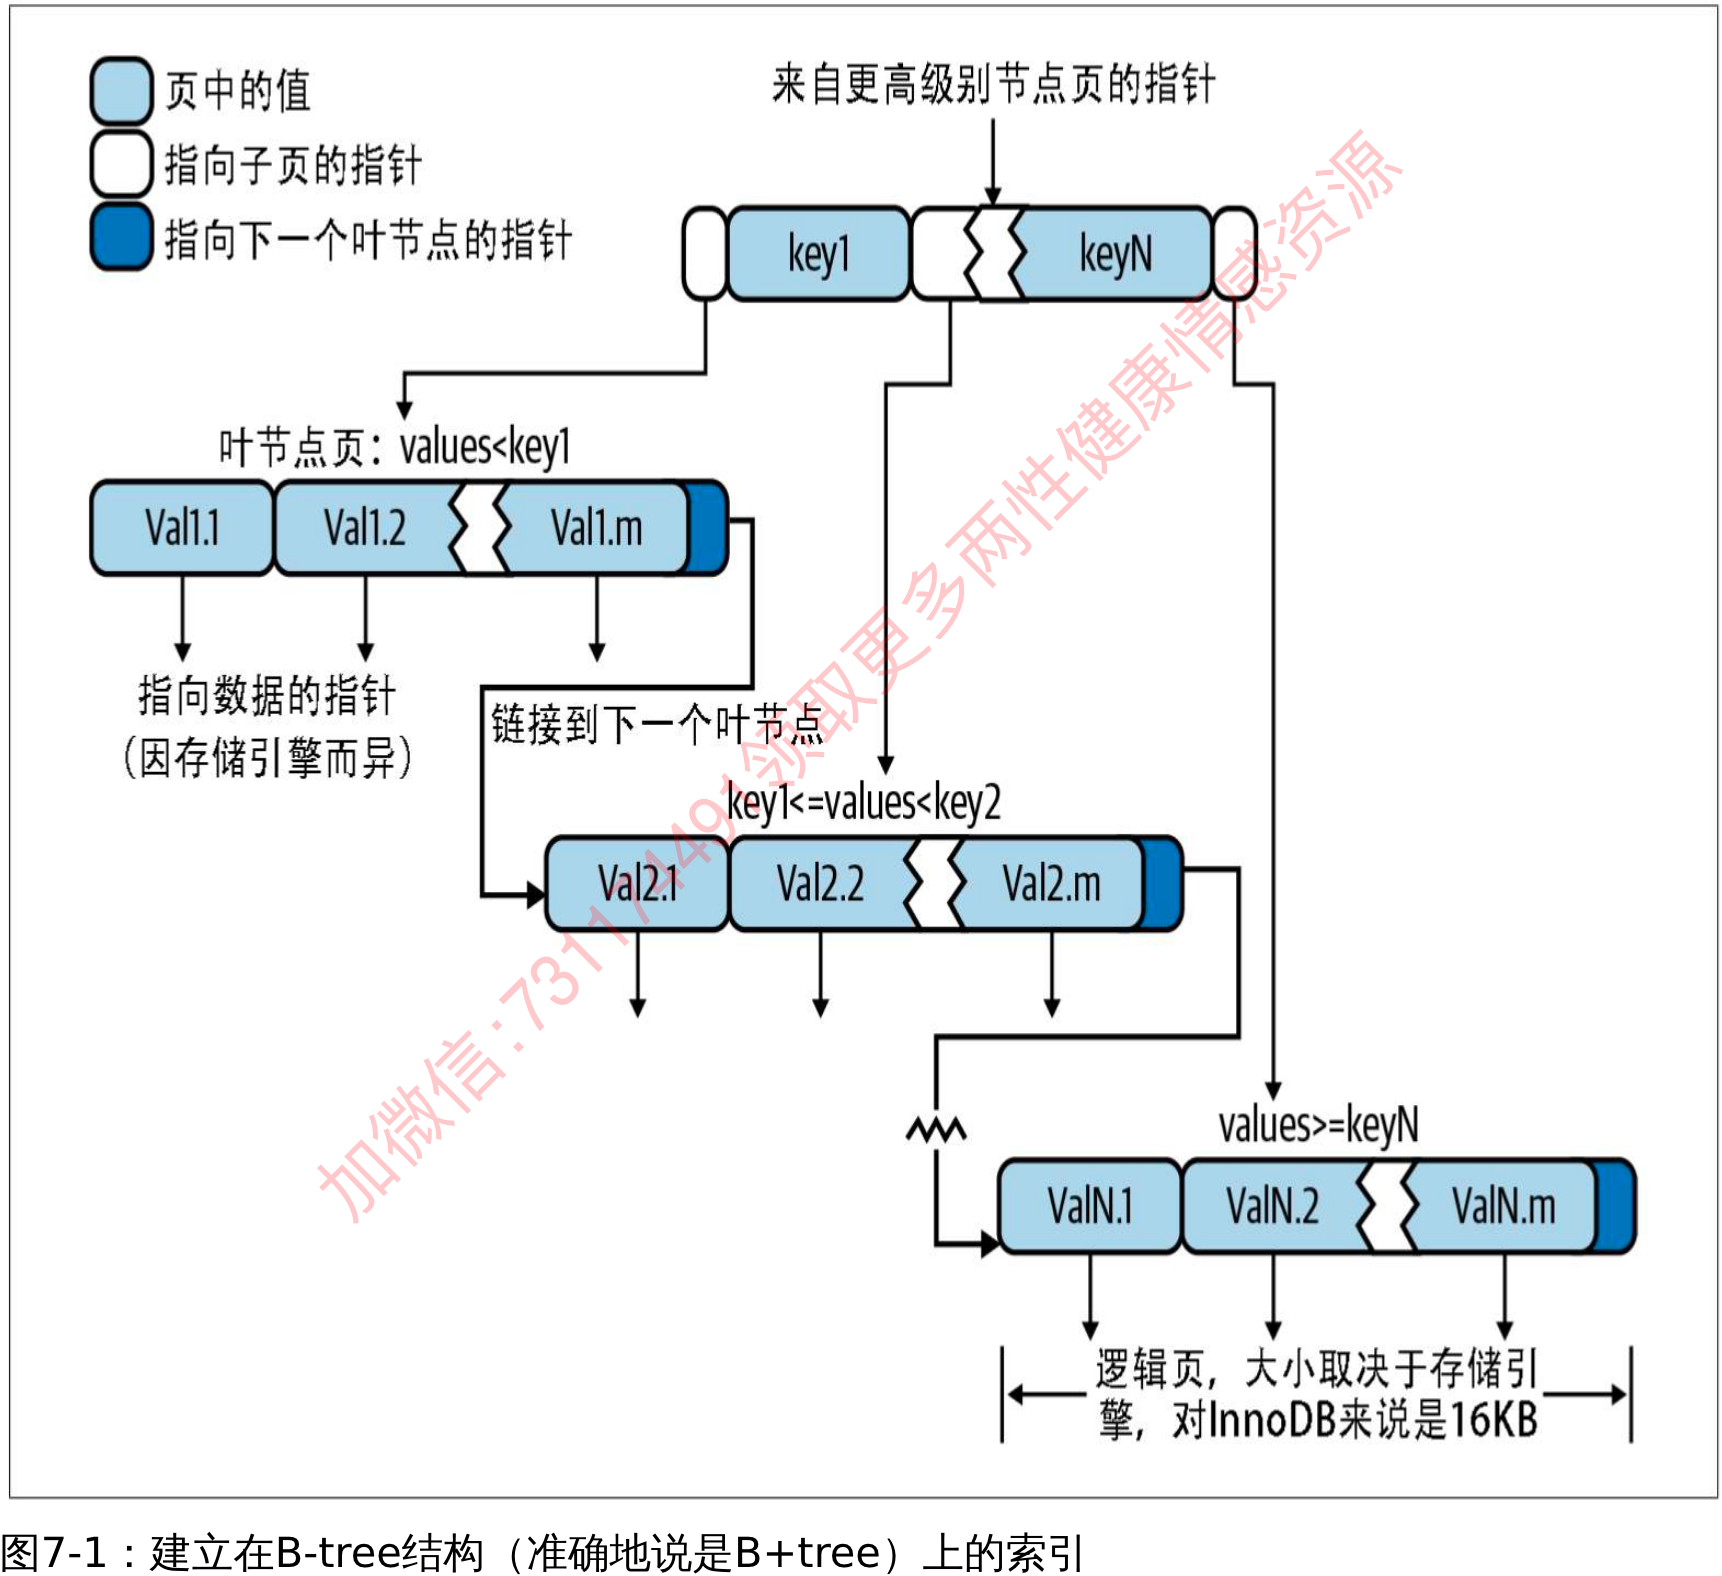 页中的值
指向子页的指针
指向下一个叶节点的指针
来自更高级别节点页的指针
key1
keyN
叶节点页：values<key1
Val1.1
Val1.2
Val1.m
指向数据的指针
（因存储引擎而异）
链接到下一个叶节点
key1<=values<key2
Val2.1
Val2.2
Val2.m
values>=keyN
ValN.1
ValN.2
ValN.m
逻辑页，大小取决于存储引
擎，对InnoDB来说是16KB
加微信:731174491领取更多两性健康情感资源
图7-1：建立在B-tree结构（准确地说是B+tree）上的索引